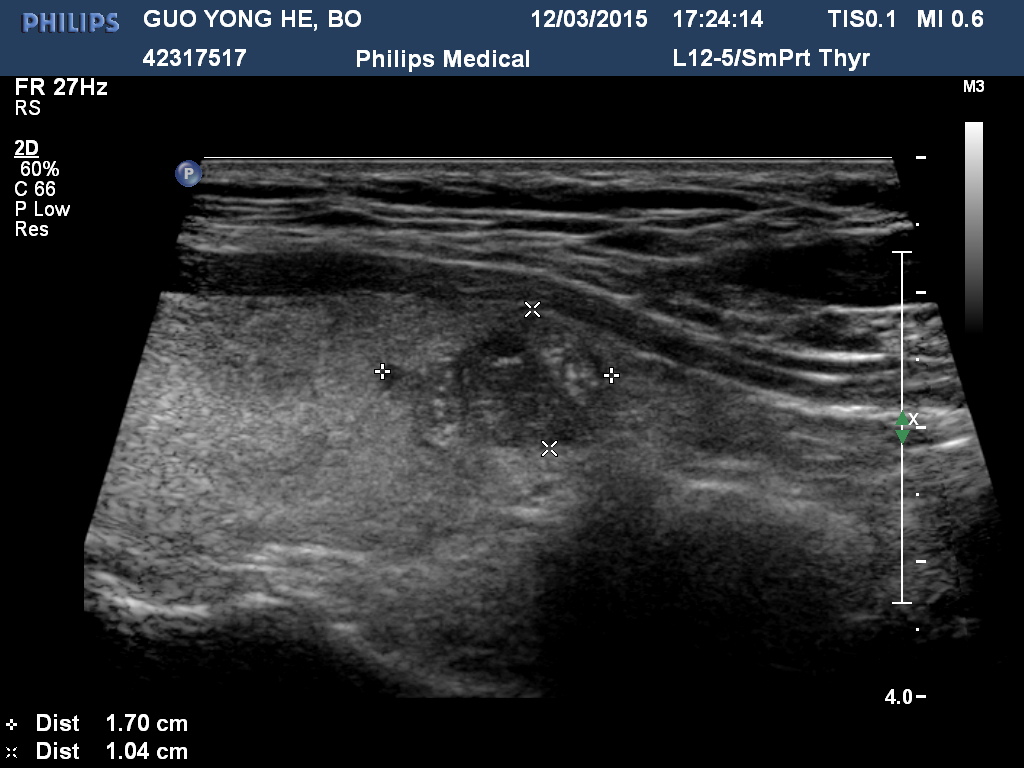 PHILIPS GUO YONG HE, BO 12/03/2015 17:24:14 TIS0.1 MI 0.6
42317517 Philips Medical L12-5/SmPrt Thyr
FR 27Hz
RS
M3
2D
60%
C 66
P Low
Res
P
X
4.0
Dist 1.70 cm
Dist 1.04 cm